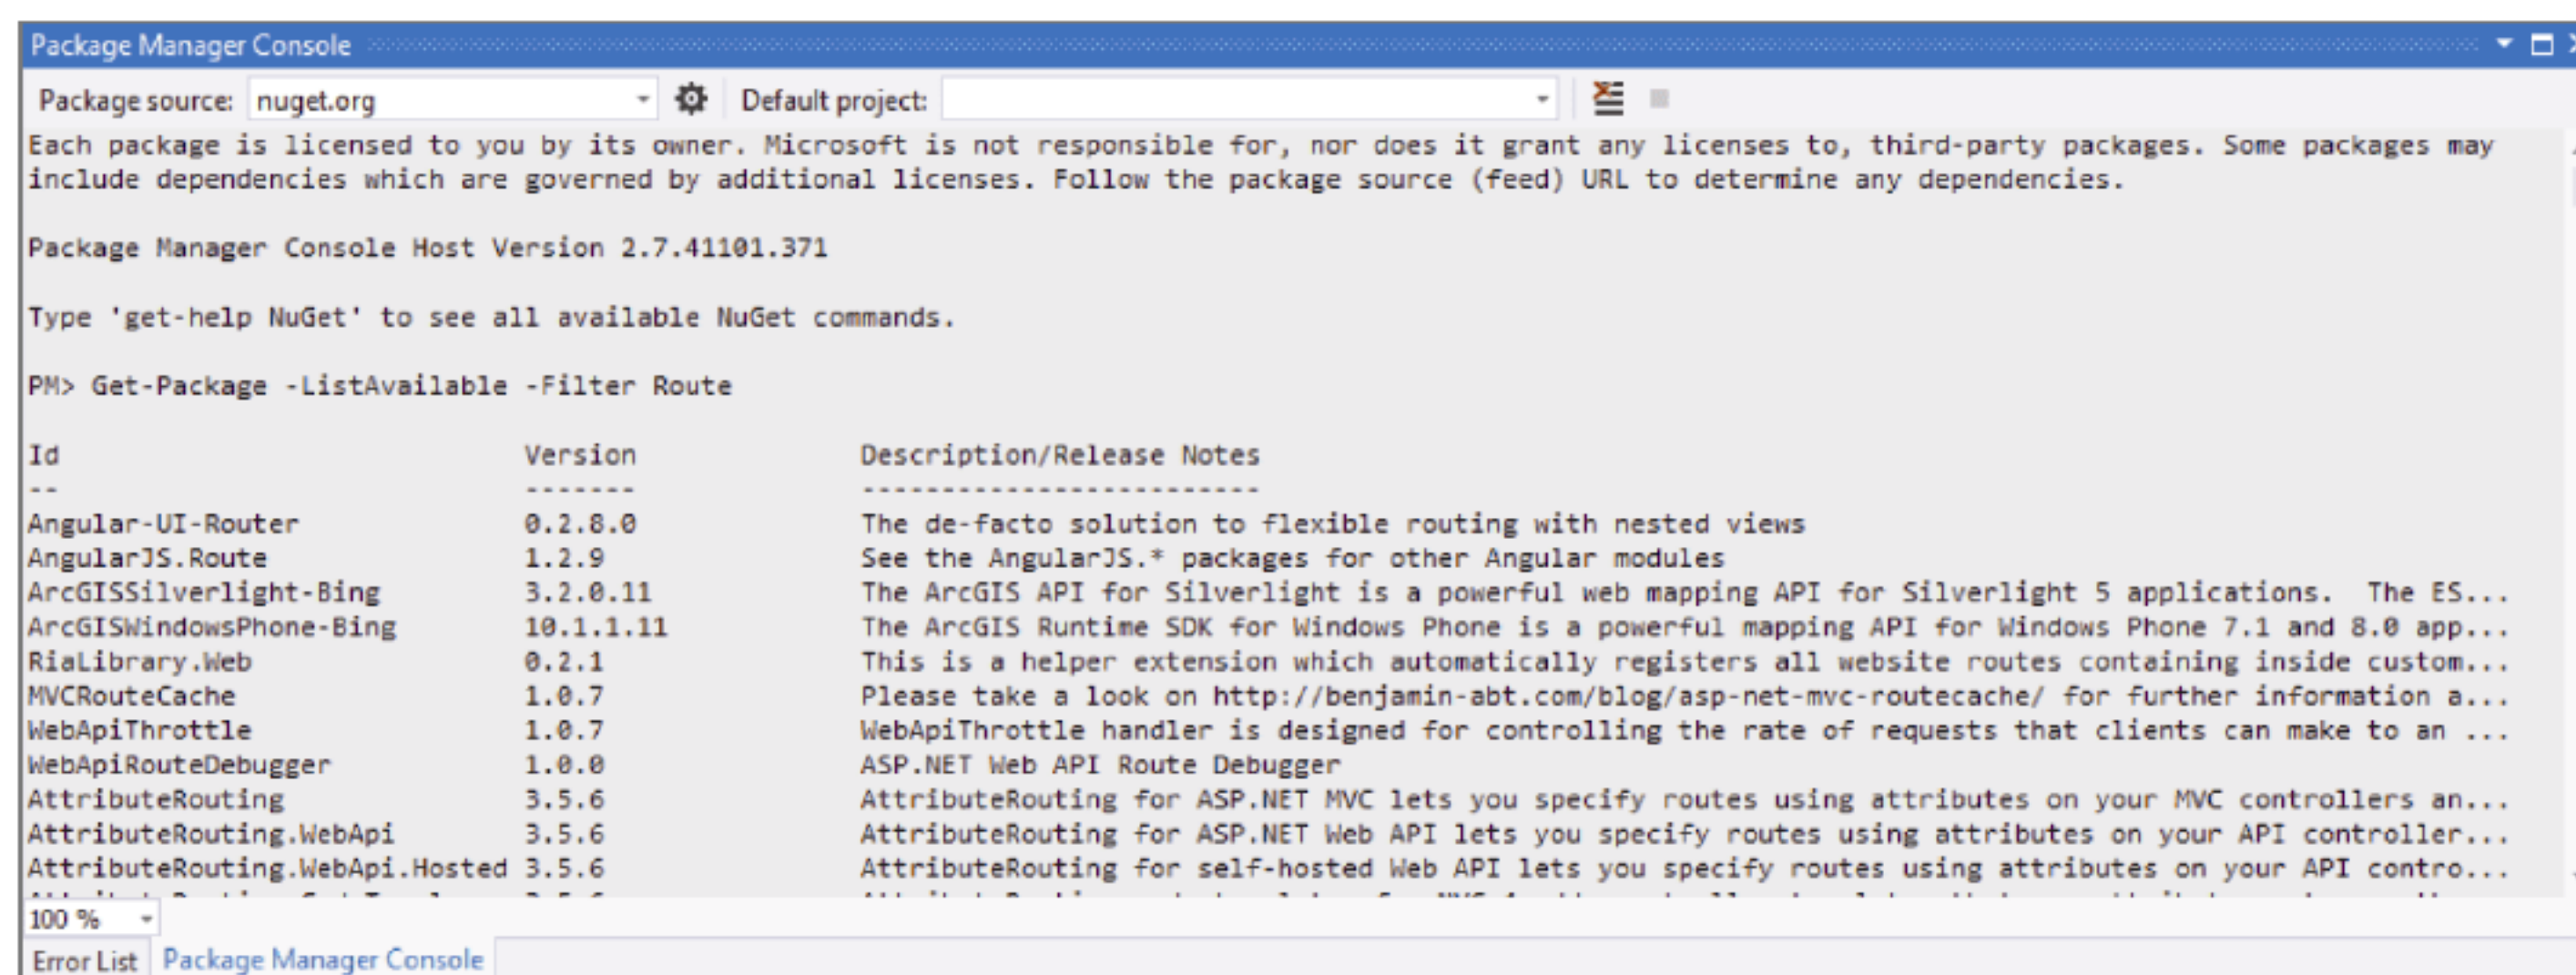 Package Manager Console
Package source: nuget.org Default project:
Each package is licensed to you by its owner. Microsoft is not responsible for, nor does it grant any licenses to, third-party packages. Some packages may
include dependencies which are governed by additional licenses. Follow the package source (feed) URL to determine any dependencies.
Package Manager Console Host Version 2.7.41101.371
Type 'get-help NuGet' to see all available NuGet commands.
PM> Get-Package -ListAvailable -Filter Route
Id Version Description/Release Notes
-- ------- -------------------------
Angular-UI-Router 0.2.8.0 The de-facto solution to flexible routing with nested views
AngularJS.Route 1.2.9 See the AngularJS.* packages for other Angular modules
ArcGISSilverlight-Bing 3.2.0.11 The ArcGIS API for Silverlight is a powerful web mapping API for Silverlight 5 applications.  The ES...
ArcGISWindowsPhone-Bing 10.1.1.11 The ArcGIS Runtime SDK for Windows Phone is a powerful mapping API for Windows Phone 7.1 and 8.0 app...
RiaLibrary.Web 0.2.1 This is a helper extension which automatically registers all website routes containing inside custom...
MVCRouteCache 1.0.7 Please take a look on http://benjamin-abt.com/blog/asp-net-mvc-routecache/ for further information a...
WebApiThrottle 1.0.7 WebApiThrottle handler is designed for controlling the rate of requests that clients can make to an ...
WebApiRouteDebugger 1.0.0 ASP.NET Web API Route Debugger
AttributeRouting 3.5.6 AttributeRouting for ASP.NET MVC lets you specify routes using attributes on your MVC controllers an...
AttributeRouting.WebApi 3.5.6 AttributeRouting for ASP.NET Web API lets you specify routes using attributes on your API controller...
AttributeRouting.WebApi.Hosted 3.5.6 AttributeRouting for self-hosted Web API lets you specify routes using attributes on your API contro...
100 %
Error List Package Manager Console